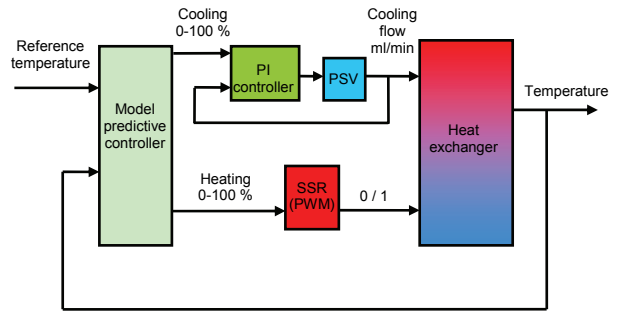 Cooling
0-100 %
Cooling
flow
ml/min
Reference
temperature
PI
controller
PSV
Temperature
Model
predictive
controller
Heat
exchanger
Heating
0-100 %
SSR
(PWM)
0 / 1